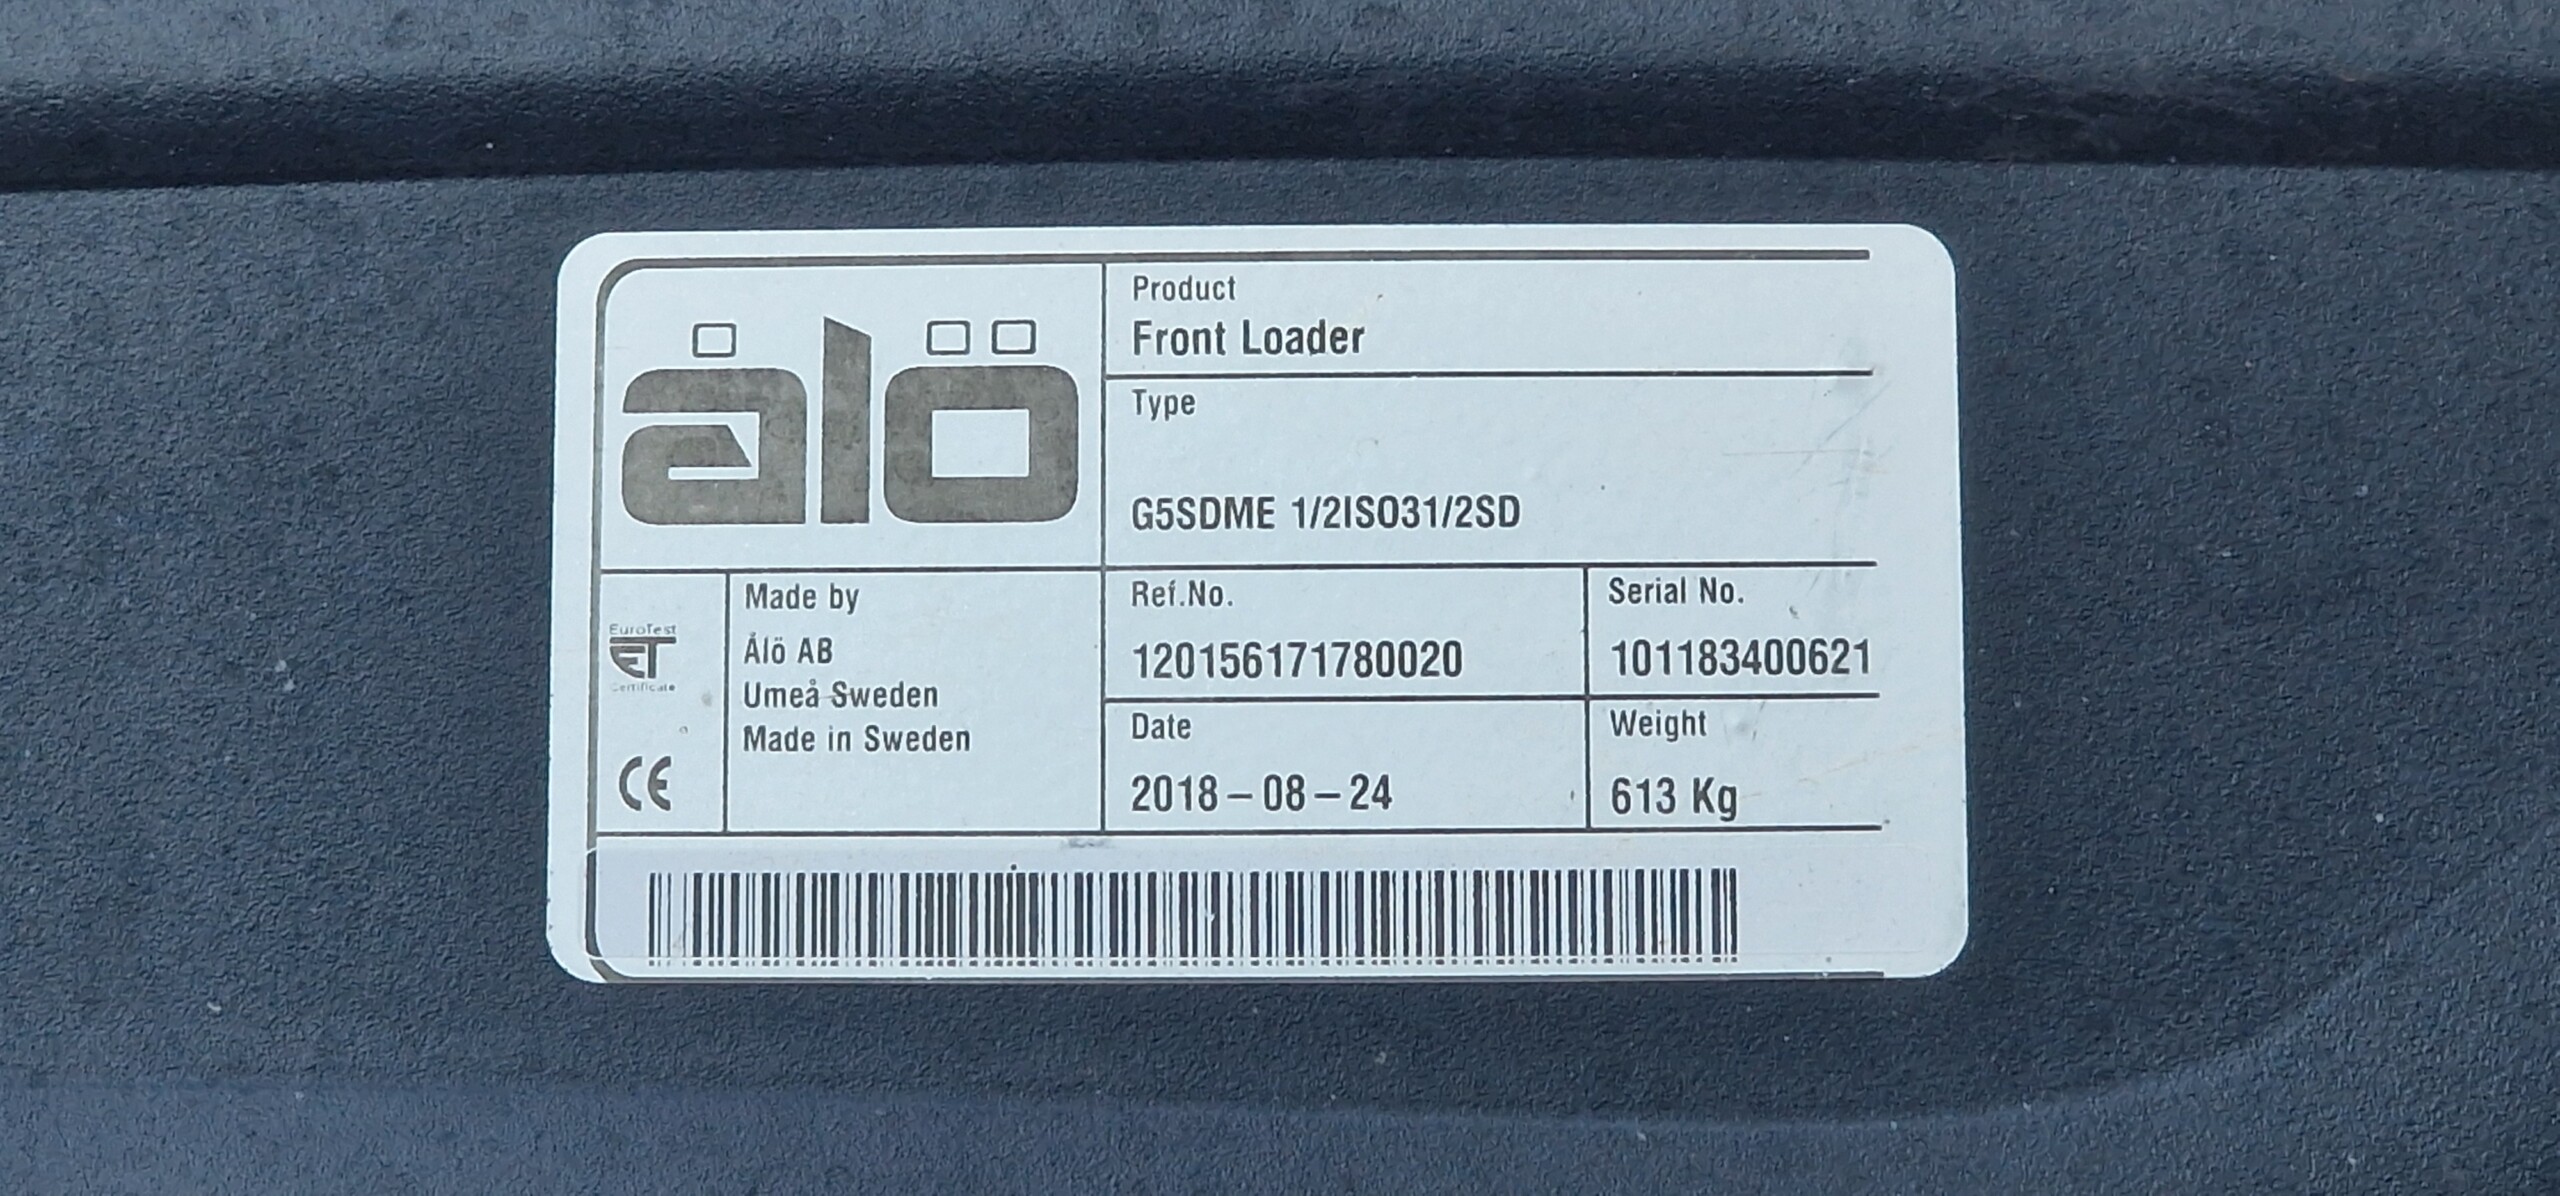 ålö
Product
Front Loader
Type
G5SDME 1/2ISO31/2SD
EuroTest
ET
Certificate
CE
Made by
Ålö AB
Umeå Sweden
Made in Sweden
Ref.No.
120156171780020
Serial No.
101183400621
Date
2018-08-24
Weight
613 Kg